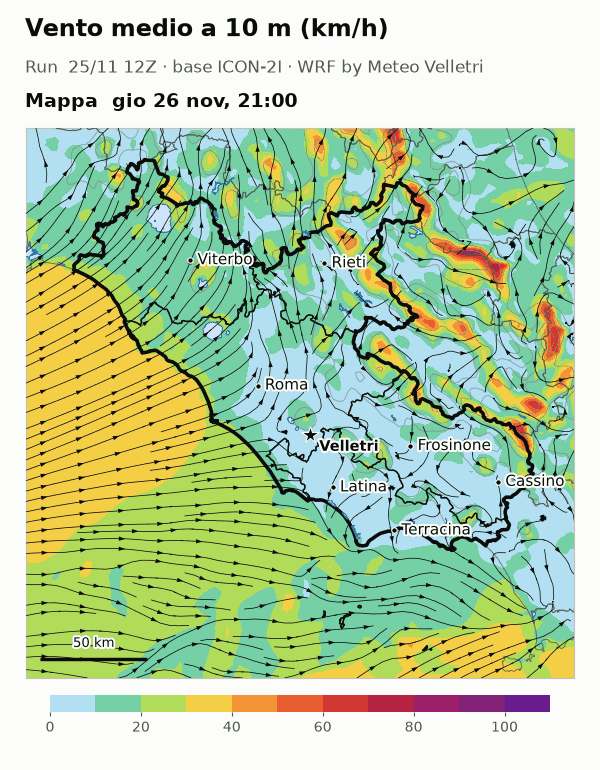 Vento medio a 10 m (km/h)
Run  25/11 12Z · base ICON-2I · WRF by Meteo Velletri
Mappa  gio 26 nov, 21:00
Viterbo
Rieti
Roma
Velletri
Frosinone
Latina
Cassino
Terracina
50 km
0 20 40 60 80 100